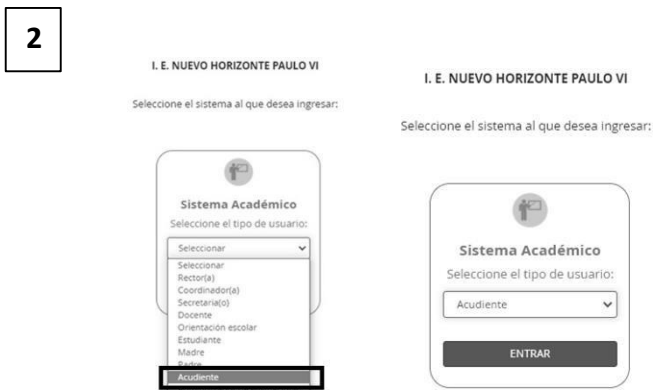 2
I. E. NUEVO HORIZONTE PAULO VI
Seleccione el sistema al que desea ingresar:
Sistema Académico
Seleccione el tipo de usuario:
Seleccionar
Seleccionar
Rector(a)
Coordinador(a)
Secretaria(o)
Docente
Orientación escolar
Estudiante
Madre
Padre
Acudiente
I. E. NUEVO HORIZONTE PAULO VI
Seleccione el sistema al que desea ingresar:
Sistema Académico
Seleccione el tipo de usuario:
Acudiente
ENTRAR